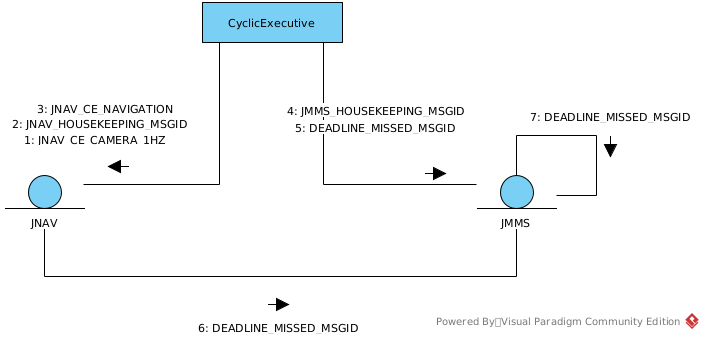 CyclicExecutive
3: JNAV_CE_NAVIGATION
2: JNAV_HOUSEKEEPING_MSGID
1: JNAV_CE_CAMERA_1HZ
4: JMMS_HOUSEKEEPING_MSGID
5: DEADLINE_MISSED_MSGID
7: DEADLINE_MISSED_MSGID
JNAV
JMMS
6: DEADLINE_MISSED_MSGID
Powered By Visual Paradigm Community Edition